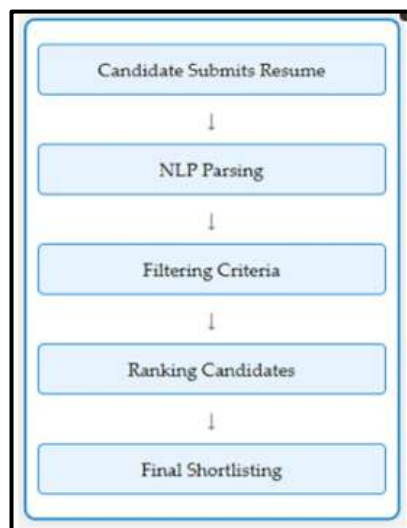 Candidate Submits Resume
↓
NLP Parsing
↓
Filtering Criteria
↓
Ranking Candidates
↓
Final Shortlisting